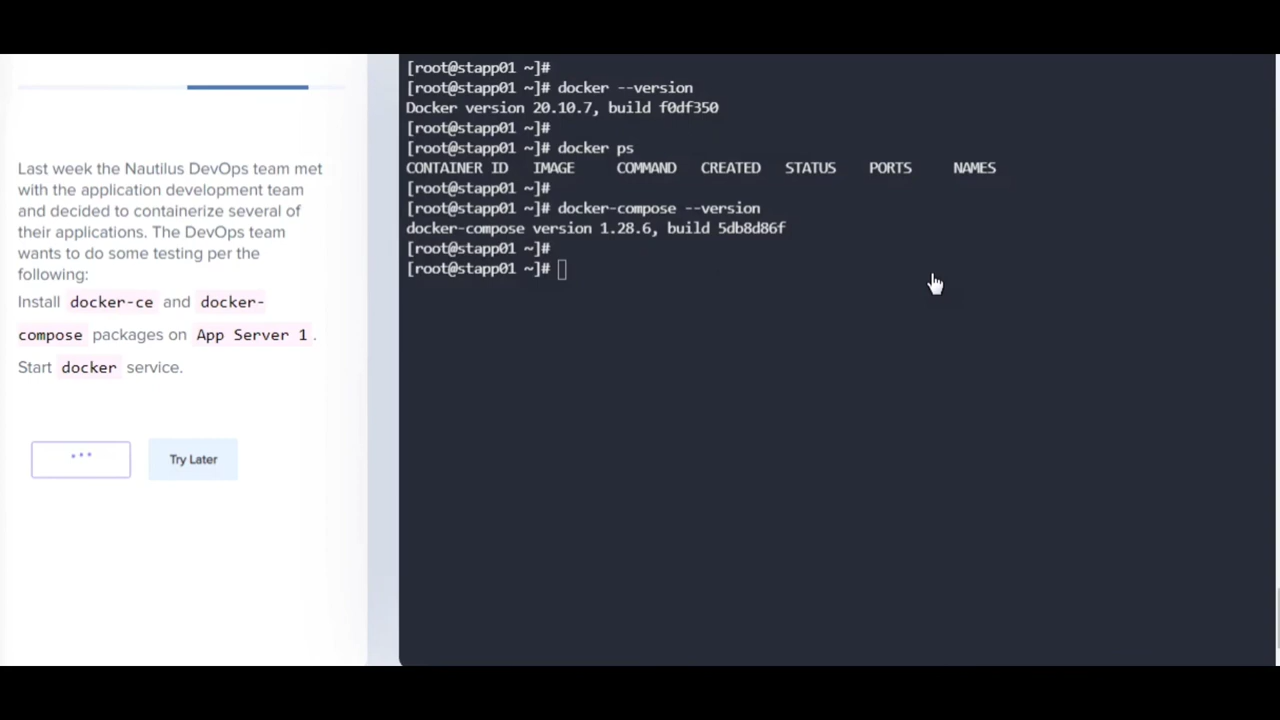 Last week the Nautilus DevOps team met
with the application development team
and decided to containerize several of
their applications. The DevOps team
wants to do some testing per the
following:
Install docker-ce and docker-
compose packages on App Server 1.
Start docker service.
Try Later
[root@stapp01 ~]#
[root@stapp01 ~]# docker --version
Docker version 20.10.7, build f0df350
[root@stapp01 ~]#
[root@stapp01 ~]# docker ps
CONTAINER ID   IMAGE     COMMAND   CREATED   STATUS    PORTS     NAMES
[root@stapp01 ~]#
[root@stapp01 ~]# docker-compose --version
docker-compose version 1.28.6, build 5db8d86f
[root@stapp01 ~]#
[root@stapp01 ~]#